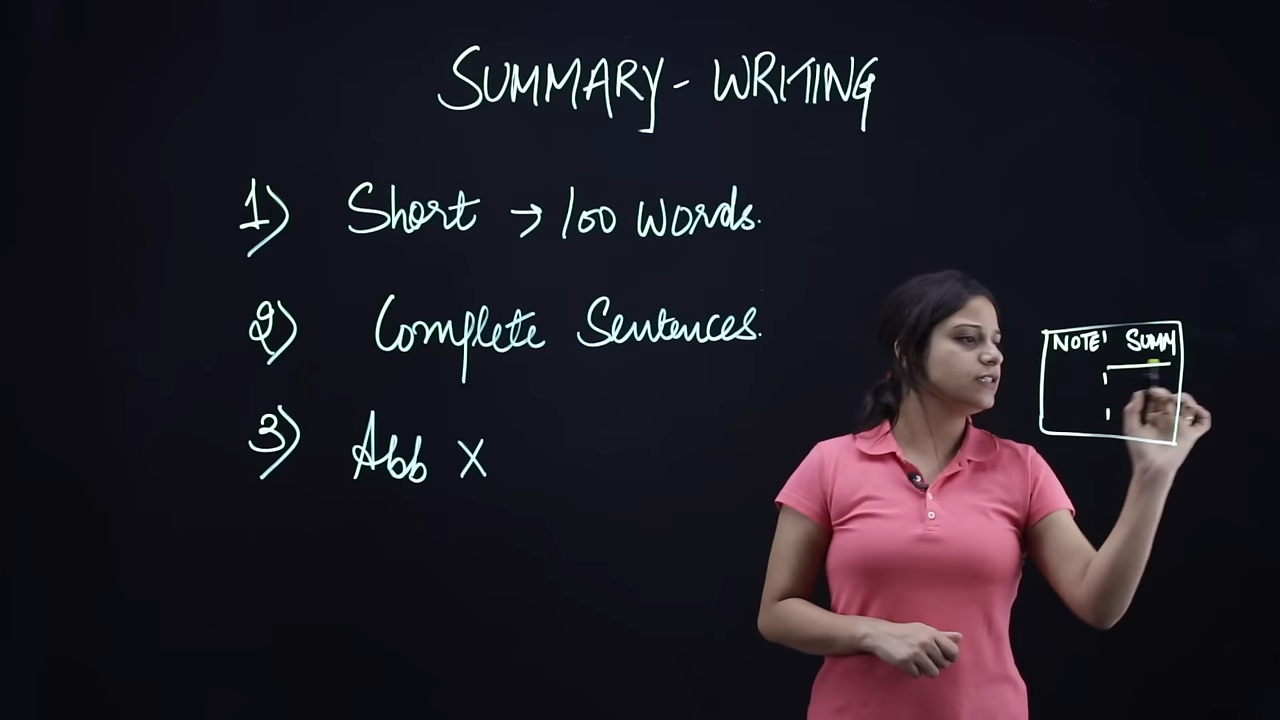 SUMMARY - WRITING
1) Short → 100 words.
2) Complete Sentences.
3) Abb X
NOTE SUMM